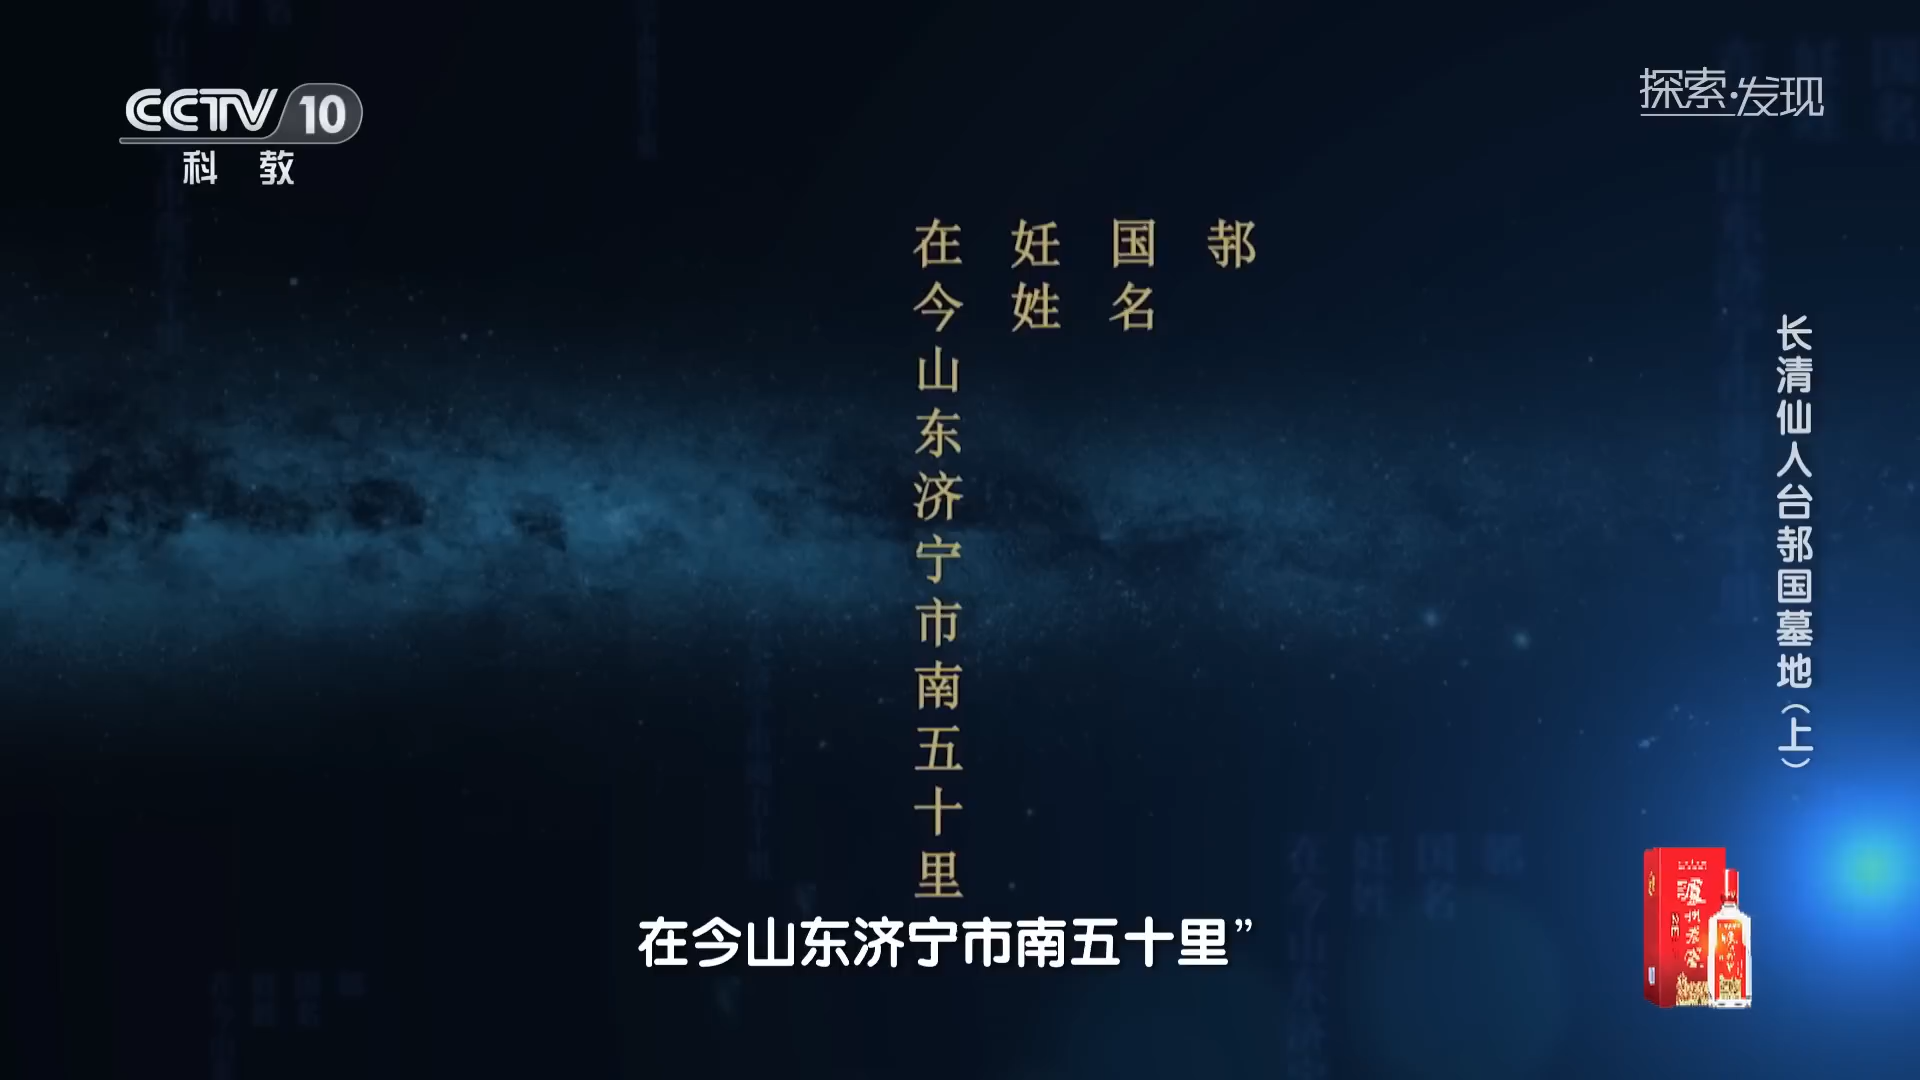 CCTV 10
科 教
探索·发现
邿
国名
妊姓
在今山东济宁市南五十里
长清仙人台邿国墓地（上）
在今山东济宁市南五十里”